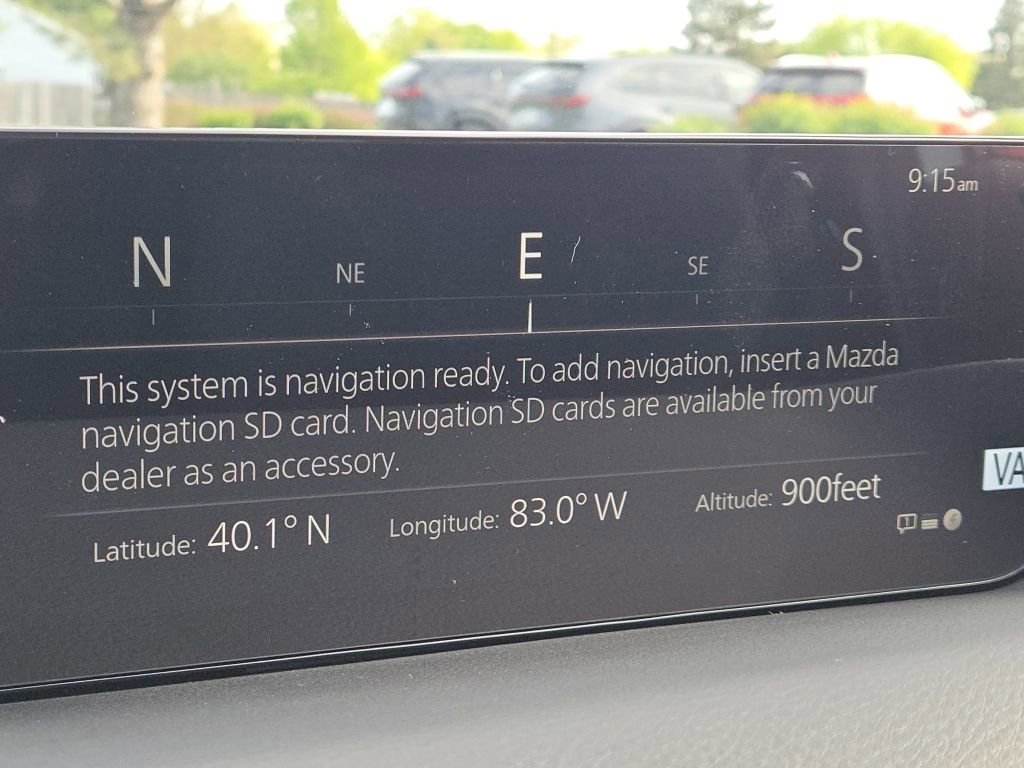 9:15am
N NE E SE S
This system is navigation ready. To add navigation, insert a Mazda
navigation SD card. Navigation SD cards are available from your
dealer as an accessory.
Latitude: 40.1° N Longitude: 83.0° W Altitude: 900feet
VA